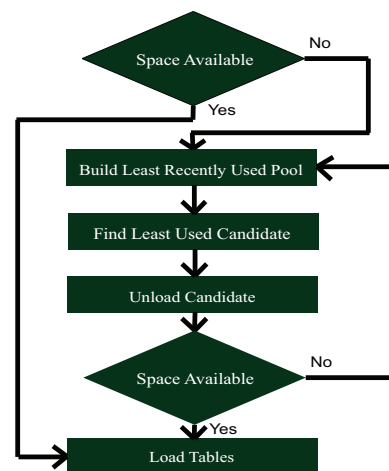 Space Available
No
Yes
Build Least Recently Used Pool
Find Least Used Candidate
Unload Candidate
Space Available
No
Yes
Load Tables